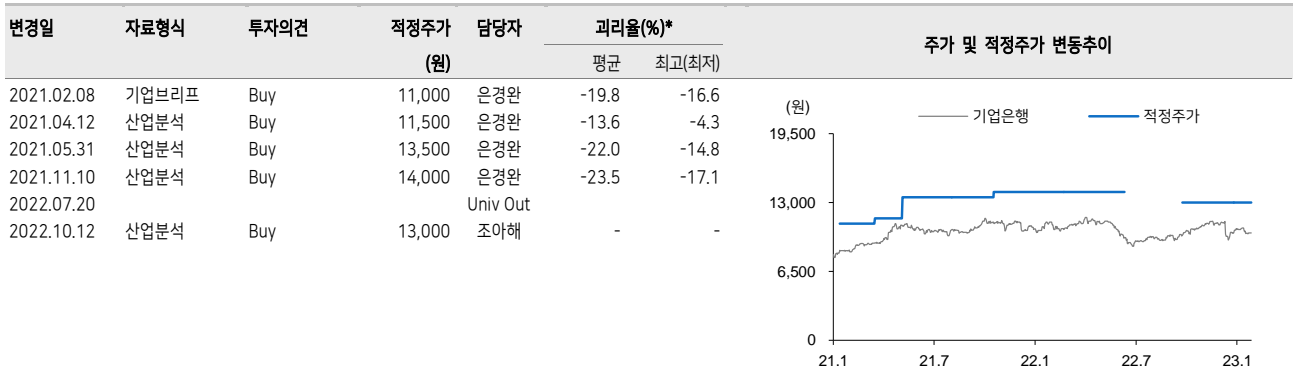 변경일 자료형식 투자의견 적정주가 담당자 괴리율(%)* 주가 및 적정주가 변동추이
(원) 평균 최고(최저)
2021.02.08 기업브리프 Buy 11,000 은경완 -19.8 -16.6
2021.04.12 산업분석 Buy 11,500 은경완 -13.6 -4.3
2021.05.31 산업분석 Buy 13,500 은경완 -22.0 -14.8
2021.11.10 산업분석 Buy 14,000 은경완 -23.5 -17.1
2022.07.20 Univ Out
2022.10.12 산업분석 Buy 13,000 조아해 - -
(원) 기업은행 적정주가
19,500
13,000
6,500
0
21.1 21.7 22.1 22.7 23.1